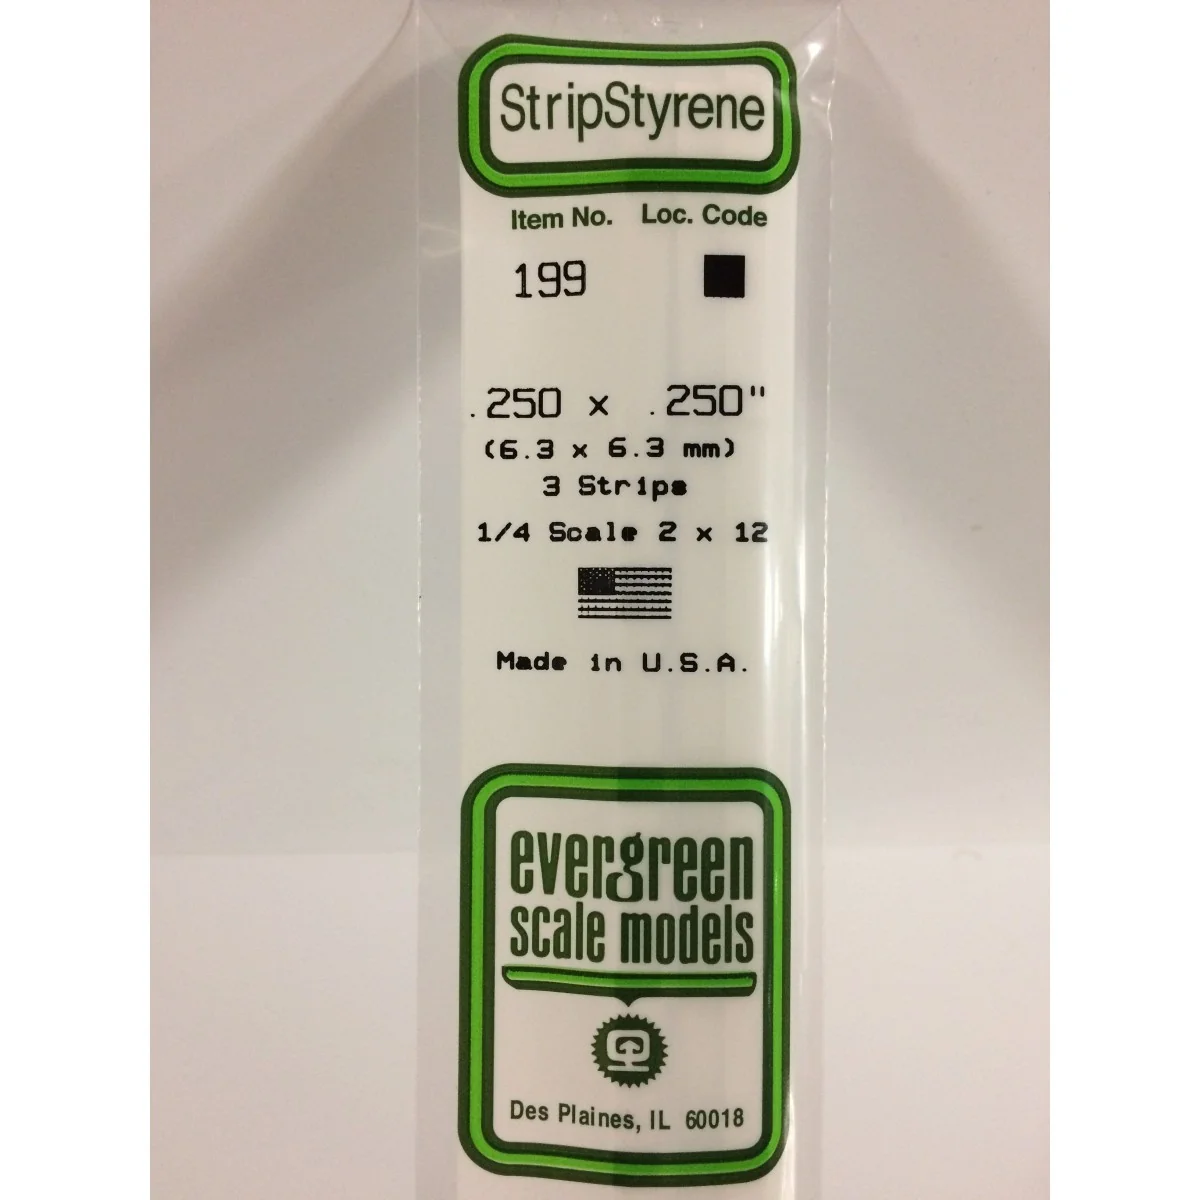 StripStyrene
Item No. Loc. Code
199
.250 x .250"
(6.3 x 6.3 mm)
3 Strips
1/4 Scale 2 x 12
Made in U.S.A.
evergreen
scale models
Des Plaines, IL 60018